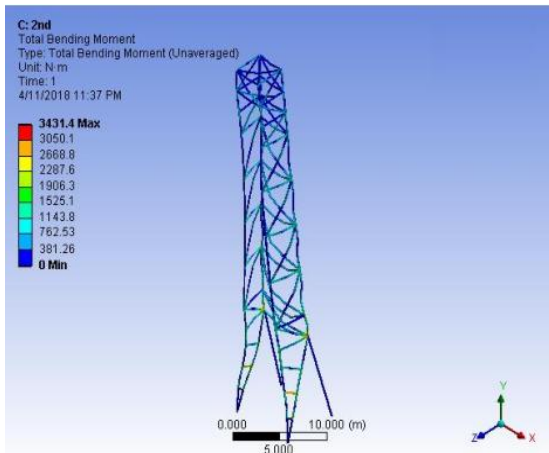 C: 2nd
Total Bending Moment
Type: Total Bending Moment (Unaveraged)
Unit: N·m
Time: 1
4/11/2018 11:37 PM
3431.4 Max
3050.1
2668.8
2287.6
1906.3
1525.1
1143.8
762.53
381.26
0 Min
0.000 10.000 (m)
5.000
Y
Z X